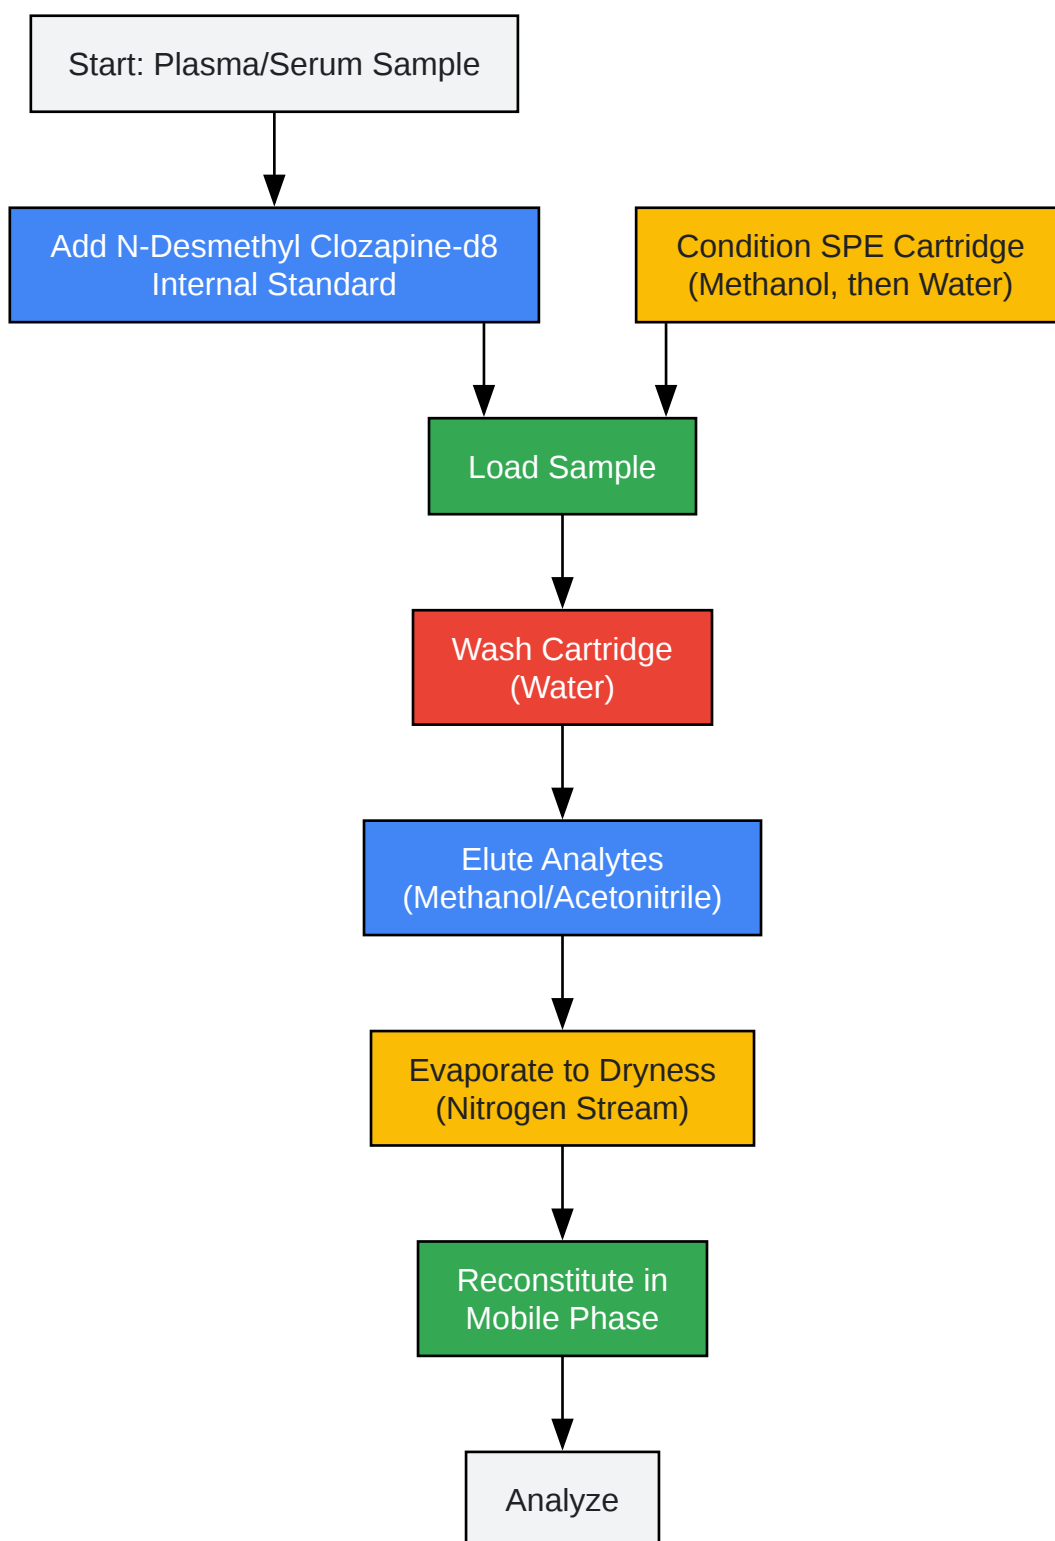 Start: Plasma/Serum Sample
Add N-Desmethyl Clozapine-d8
Internal Standard
Condition SPE Cartridge
(Methanol, then Water)
Load Sample
Wash Cartridge
(Water)
Elute Analytes
(Methanol/Acetonitrile)
Evaporate to Dryness
(Nitrogen Stream)
Reconstitute in
Mobile Phase
Analyze